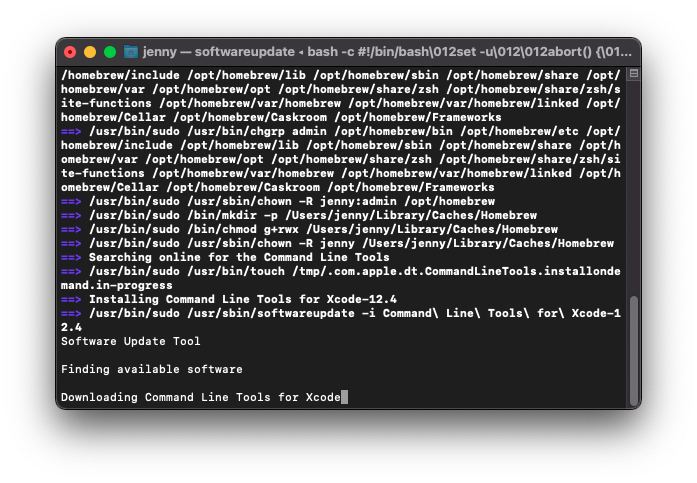 jenny — softwareupdate ◂ bash -c #!/bin/bash\012set -u\012\012abort() {\01...
/homebrew/include /opt/homebrew/lib /opt/homebrew/sbin /opt/homebrew/share /opt/
homebrew/var /opt/homebrew/opt /opt/homebrew/share/zsh /opt/homebrew/share/zsh/s
ite-functions /opt/homebrew/var/homebrew /opt/homebrew/var/homebrew/linked /opt/
homebrew/Cellar /opt/homebrew/Caskroom /opt/homebrew/Frameworks
==> /usr/bin/sudo /usr/bin/chgrp admin /opt/homebrew/bin /opt/homebrew/etc /opt/
homebrew/include /opt/homebrew/lib /opt/homebrew/sbin /opt/homebrew/share /opt/h
omebrew/var /opt/homebrew/opt /opt/homebrew/share/zsh /opt/homebrew/share/zsh/si
te-functions /opt/homebrew/var/homebrew /opt/homebrew/var/homebrew/linked /opt/h
omebrew/Cellar /opt/homebrew/Caskroom /opt/homebrew/Frameworks
==> /usr/bin/sudo /usr/sbin/chown -R jenny:admin /opt/homebrew
==> /usr/bin/sudo /bin/mkdir -p /Users/jenny/Library/Caches/Homebrew
==> /usr/bin/sudo /bin/chmod g+rwx /Users/jenny/Library/Caches/Homebrew
==> /usr/bin/sudo /usr/sbin/chown -R jenny /Users/jenny/Library/Caches/Homebrew
==> Searching online for the Command Line Tools
==> /usr/bin/sudo /usr/bin/touch /tmp/.com.apple.dt.CommandLineTools.installonde
mand.in-progress
==> Installing Command Line Tools for Xcode-12.4
==> /usr/bin/sudo /usr/sbin/softwareupdate -i Command\ Line\ Tools\ for\ Xcode-1
2.4
Software Update Tool
Finding available software
Downloading Command Line Tools for Xcode